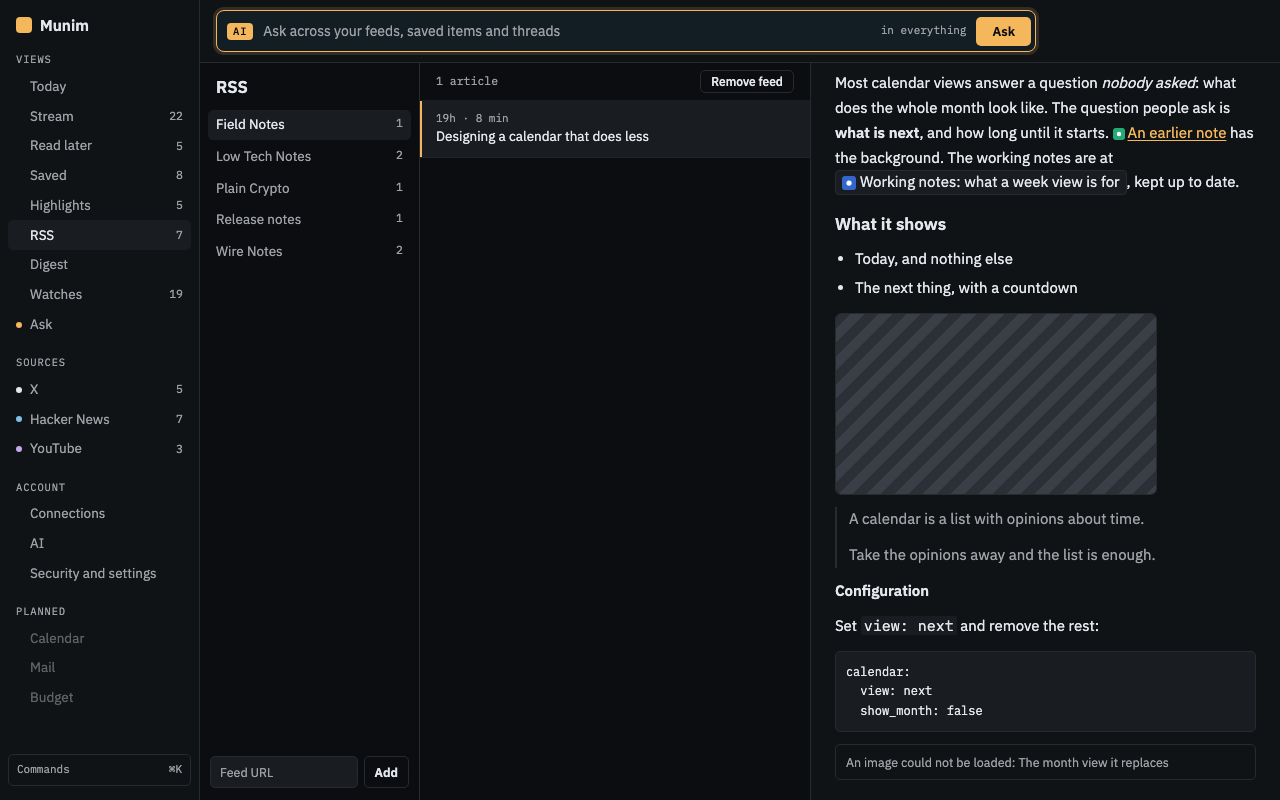 Munim
VIEWS
Today
Stream 22
Read later 5
Saved 8
Highlights 5
RSS 7
Digest
Watches 19
Ask
SOURCES
X 5
Hacker News 7
YouTube 3
ACCOUNT
Connections
AI
Security and settings
PLANNED
Calendar
Mail
Budget
Commands ⌘K
AI Ask across your feeds, saved items and threads in everything Ask
RSS
Field Notes 1
Low Tech Notes 2
Plain Crypto 1
Release notes 1
Wire Notes 2
Feed URL Add
1 article Remove feed
19h · 8 min
Designing a calendar that does less
Most calendar views answer a question nobody asked: what
does the whole month look like. The question people ask is
what is next, and how long until it starts. An earlier note has
the background. The working notes are at
Working notes: what a week view is for , kept up to date.
What it shows
• Today, and nothing else
• The next thing, with a countdown
A calendar is a list with opinions about time.
Take the opinions away and the list is enough.
Configuration
Set view: next and remove the rest:
calendar:
  view: next
  show_month: false
An image could not be loaded: The month view it replaces